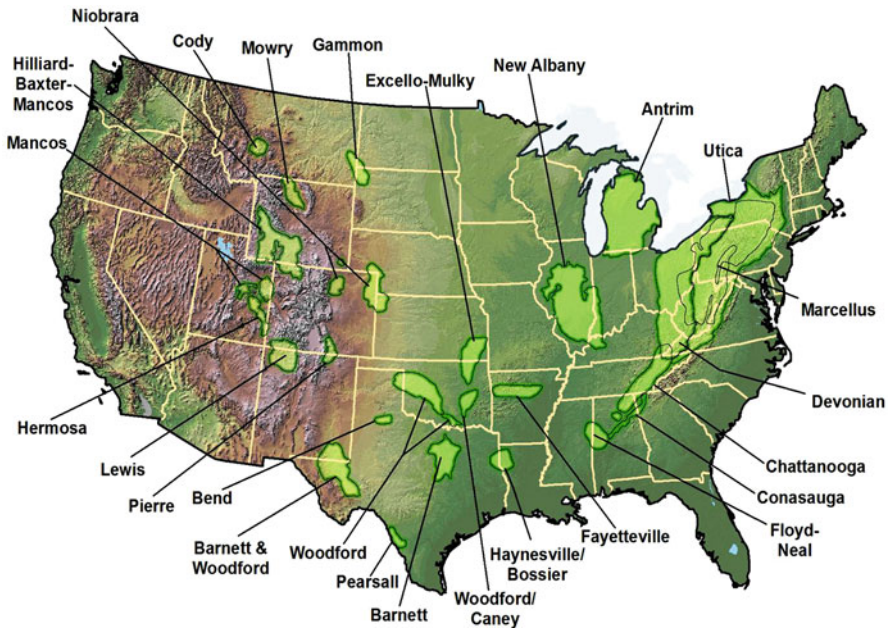 Niobrara
Cody
Mowry
Gammon
Hilliard-
Baxter-
Mancos
Excello-Mulky
New Albany
Antrim
Mancos
Utica
Marcellus
Devonian
Hermosa
Lewis
Pierre
Bend
Chattanooga
Conasauga
Floyd-
Neal
Barnett &
Woodford
Woodford
Pearsall
Barnett
Woodford/
Caney
Haynesville/
Bossier
Fayetteville